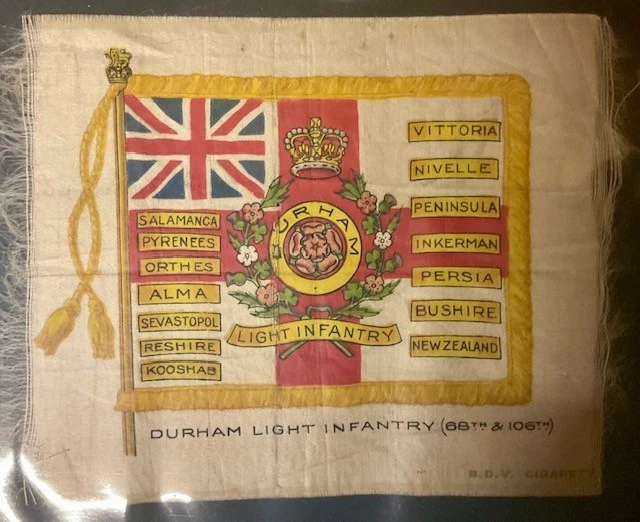 DURHAM
LIGHT INFANTRY
SALAMANCA
PYRENEES
ORTHES
ALMA
SEVASTOPOL
RESHIRE
KOOSHAB
VITTORIA
NIVELLE
PENINSULA
INKERMAN
PERSIA
BUSHIRE
NEW ZEALAND
DURHAM LIGHT INFANTRY (68TH & 106TH)
B.D.V. CIGARETT